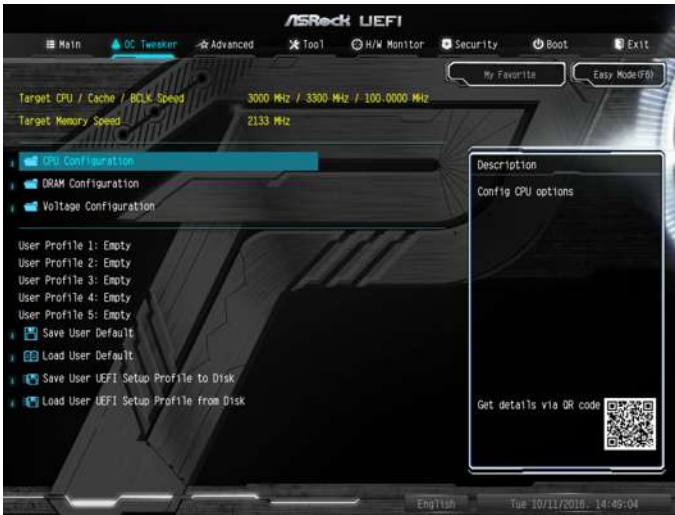 ASRock UEFI
Main OC Tweaker Advanced Tool H/W Monitor Security Boot Exit
My Favorite Easy Mode(F6)
Target CPU / Cache / BCLK Speed 3000 MHz / 3300 MHz / 100.0000 MHz
Target Memory Speed 2133 MHz
CPU Configuration
DRAM Configuration
Voltage Configuration
Description
Config CPU options
User Profile 1: Empty
User Profile 2: Empty
User Profile 3: Empty
User Profile 4: Empty
User Profile 5: Empty
Save User Default
Load User Default
Save User UEFI Setup Profile to Disk
Load User UEFI Setup Profile from Disk
Get details via QR code
English Tue 10/11/2016. 14:49:04